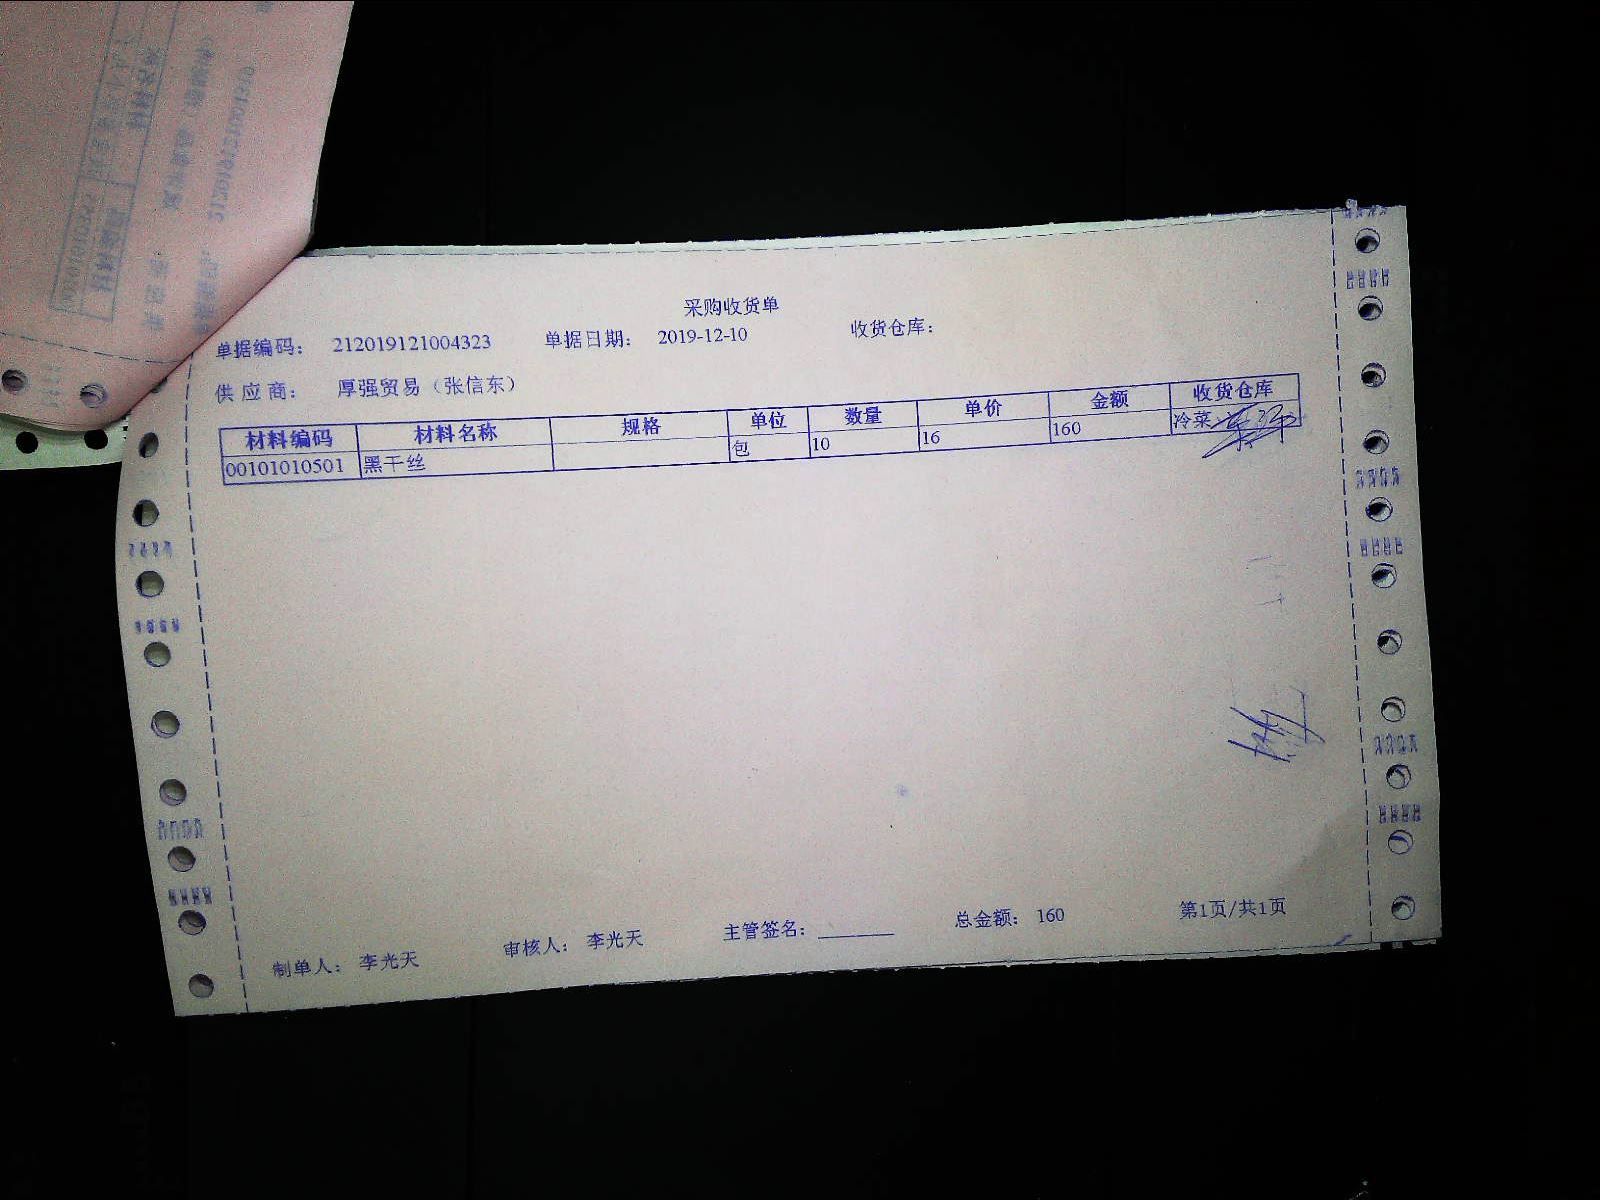 采购收货单
单据编码： 212019121004323 单据日期： 2019-12-10 收货仓库：
供应商： 厚强贸易（张信东）
材料编码 材料名称 规格 单位 数量 单价 金额 收货仓库
00101010501 黑干丝 包 10 16 160 冷菜
制单人： 李光天 审核人： 李光天 主管签名： 总金额： 160 第1页/共1页